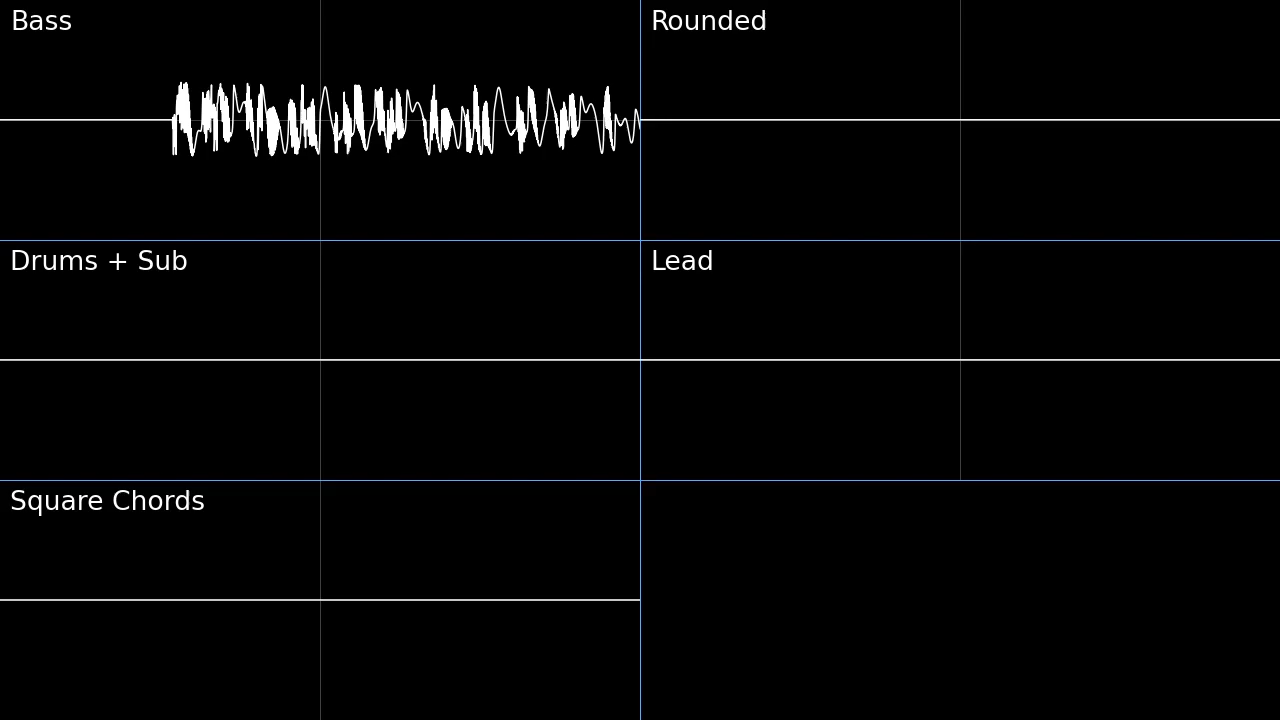 Bass
Rounded
Drums + Sub
Lead
Square Chords